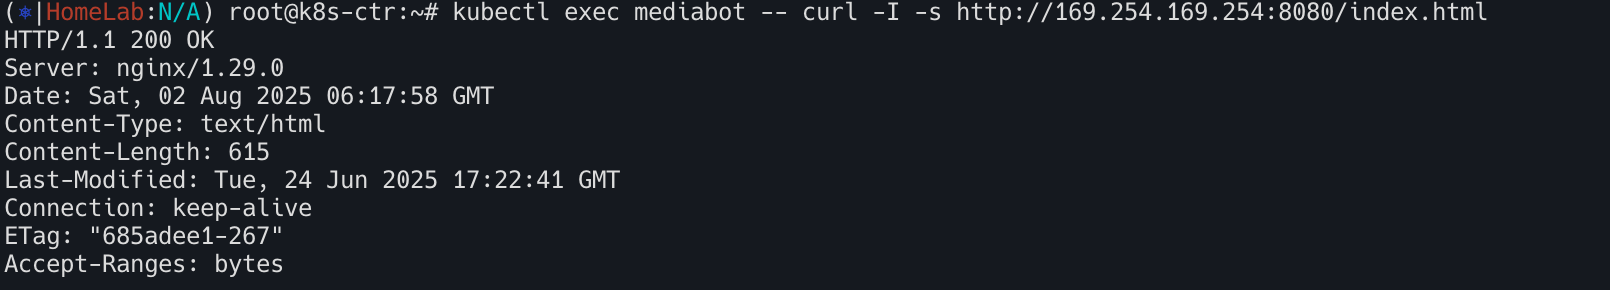 (⎈|HomeLab:N/A) root@k8s-ctr:~# kubectl exec mediabot -- curl -I -s http://169.254.169.254:8080/index.html
HTTP/1.1 200 OK
Server: nginx/1.29.0
Date: Sat, 02 Aug 2025 06:17:58 GMT
Content-Type: text/html
Content-Length: 615
Last-Modified: Tue, 24 Jun 2025 17:22:41 GMT
Connection: keep-alive
ETag: "685adee1-267"
Accept-Ranges: bytes